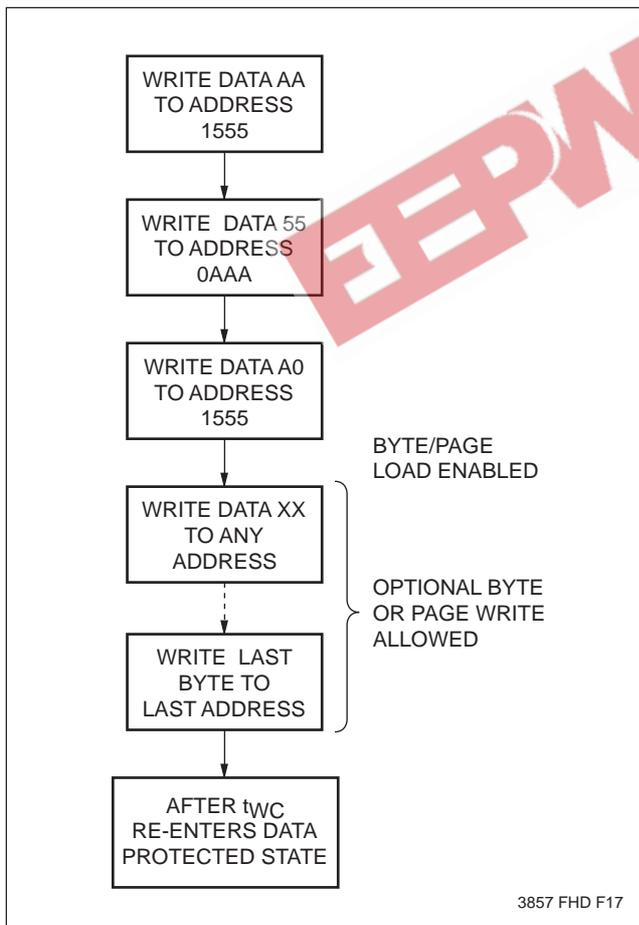 WRITE DATA AA
TO ADDRESS
1555
WRITE DATA 55
TO ADDRESS
0AAA
WRITE DATA A0
TO ADDRESS
1555
BYTE/PAGE
LOAD ENABLED
WRITE DATA XX
TO ANY
ADDRESS
OPTIONAL BYTE
OR PAGE WRITE
ALLOWED
WRITE LAST
BYTE TO
LAST ADDRESS
AFTER tWC
RE-ENTERS DATA
PROTECTED STATE
3857 FHD F17
EEPW